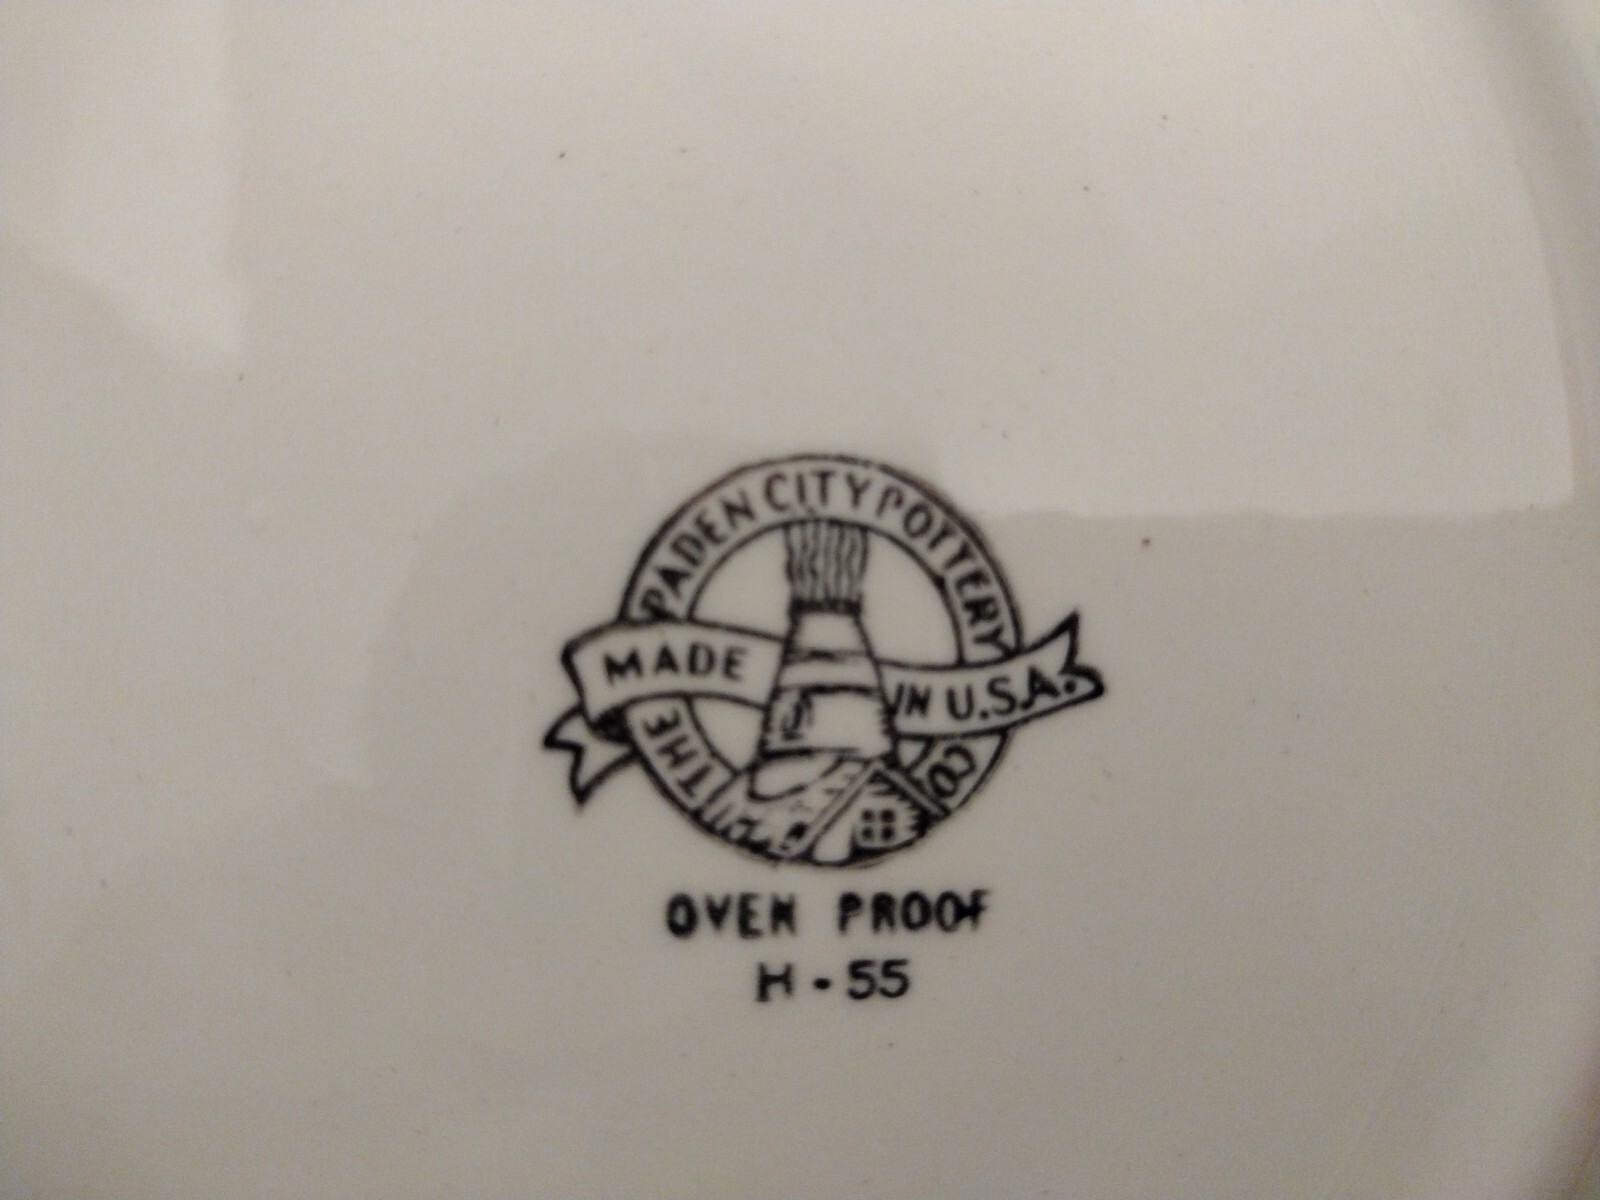 THE PADEN CITY POTTERY CO.
MADE IN U.S.A.
OVEN PROOF
H - 55